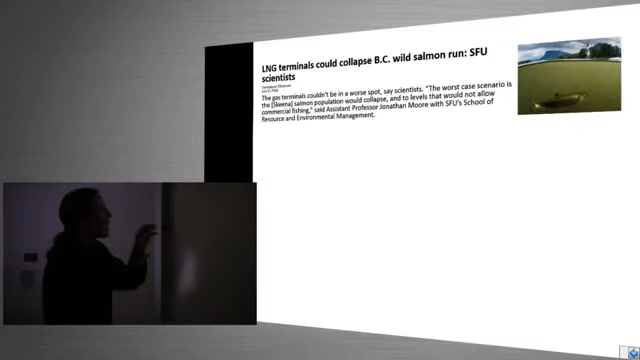 LNG terminals could collapse B.C. wild salmon run: SFU
scientists
Vancouver Observer
The gas terminals couldn't be in a worse spot, say scientists. "The worst case scenario is
the [Skeena] salmon population would collapse, and to levels that would not allow
commercial fishing," said Assistant Professor Jonathan Moore with SFU's School of
Resource and Environmental Management.